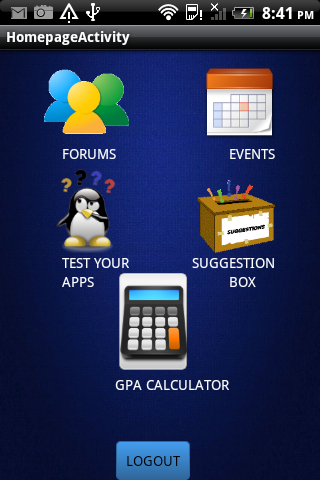 8:41 PM
HomepageActivity
FORUMS
EVENTS
TEST YOUR
APPS
SUGGESTIONS
SUGGESTION
BOX
GPA CALCULATOR
LOGOUT